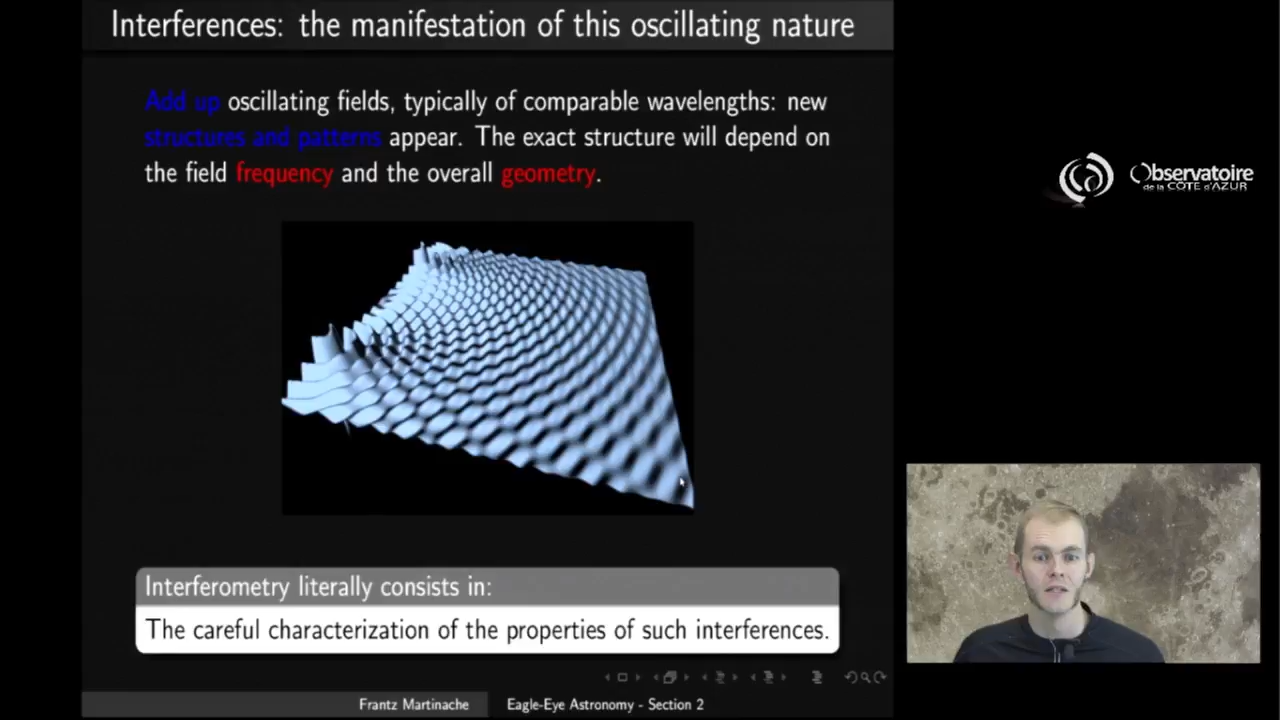 Interferences: the manifestation of this oscillating nature
Add up oscillating fields, typically of comparable wavelengths: new
structures and patterns appear. The exact structure will depend on
the field frequency and the overall geometry.
Observatoire
de la CÔTE d'AZUR
Interferometry literally consists in:
The careful characterization of the properties of such interferences.
Frantz Martinache
Eagle-Eye Astronomy - Section 2